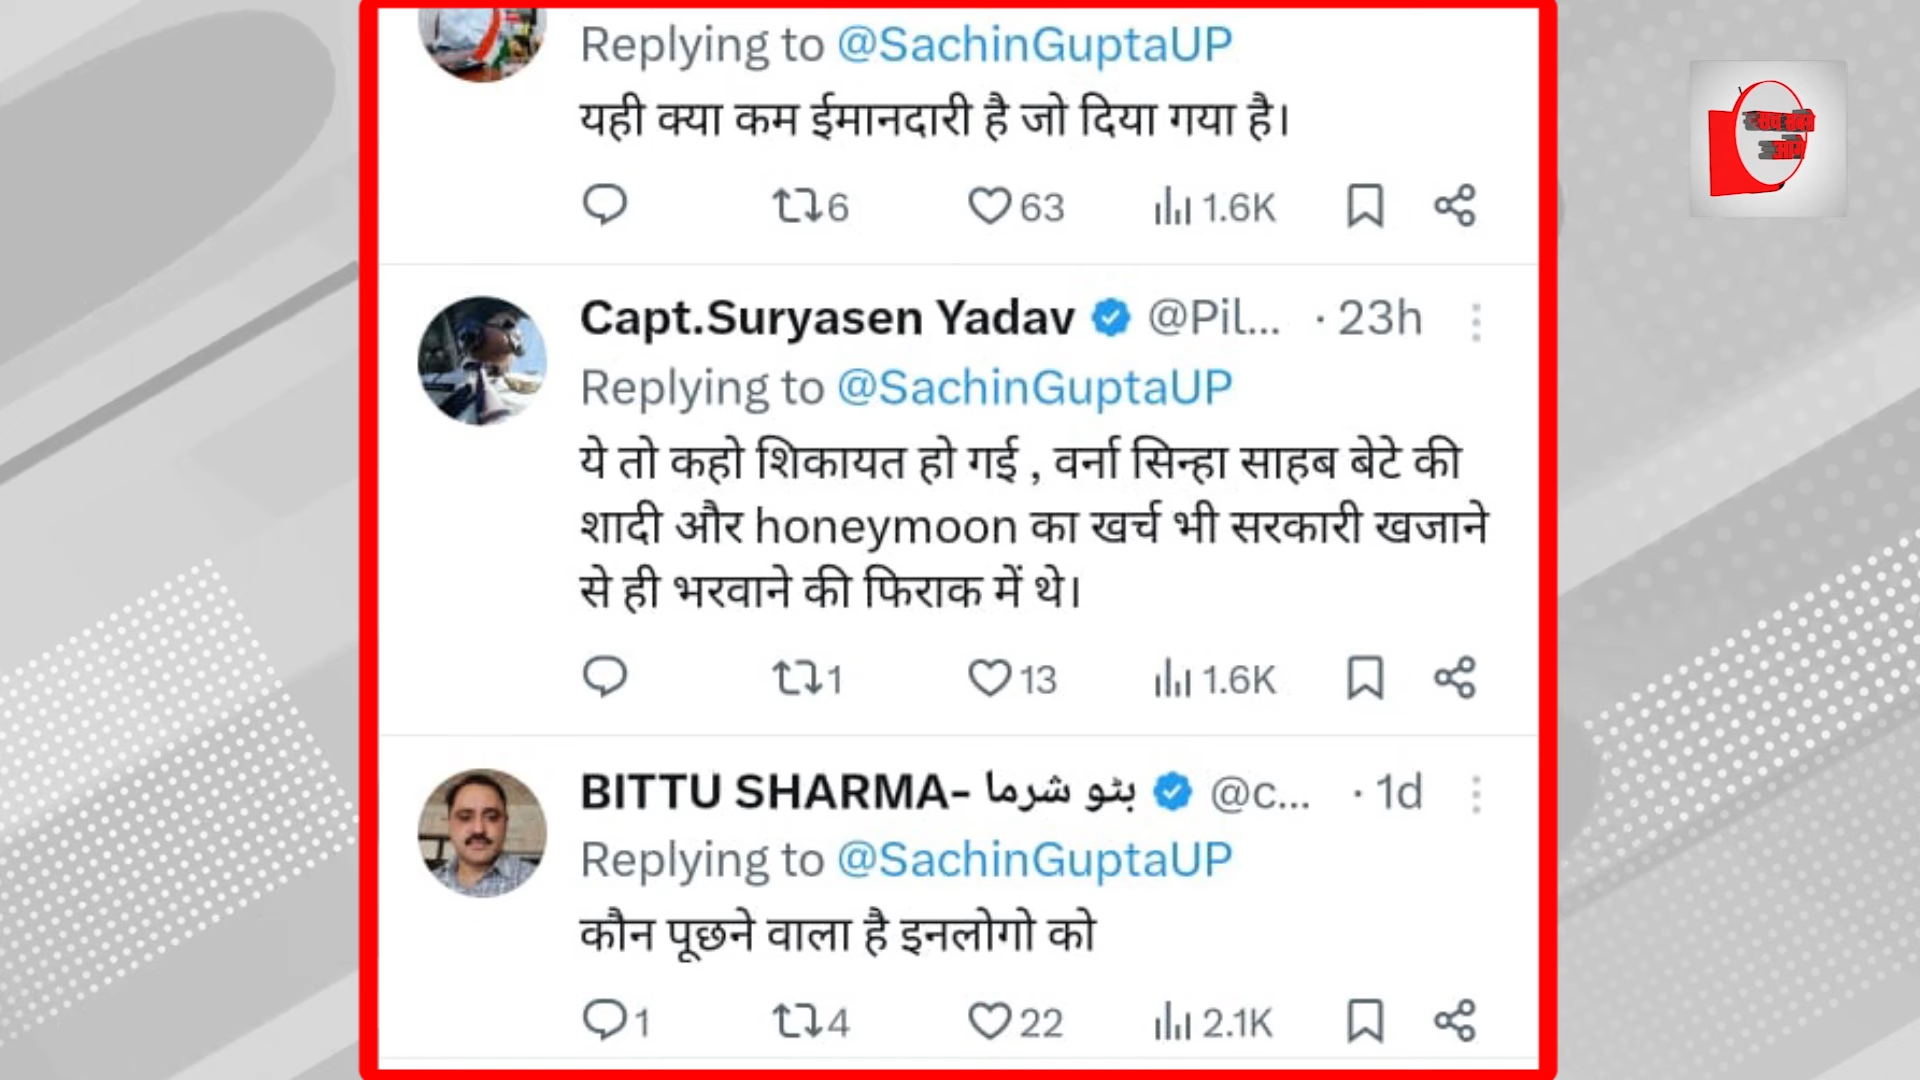 Replying to @SachinGuptaUP
यही क्या कम ईमानदारी है जो दिया गया है।
6 63 1.6K
Capt.Suryasen Yadav @Pil... · 23h
Replying to @SachinGuptaUP
ये तो कहो शिकायत हो गई , वर्ना सिन्हा साहब बेटे की
शादी और honeymoon का खर्च भी सरकारी खजाने
से ही भरवाने की फिराक में थे।
1 13 1.6K
BITTU SHARMA- بٹو شرما @c... · 1d
Replying to @SachinGuptaUP
कौन पूछने वाला है इनलोगो को
1 4 22 2.1K
आगे